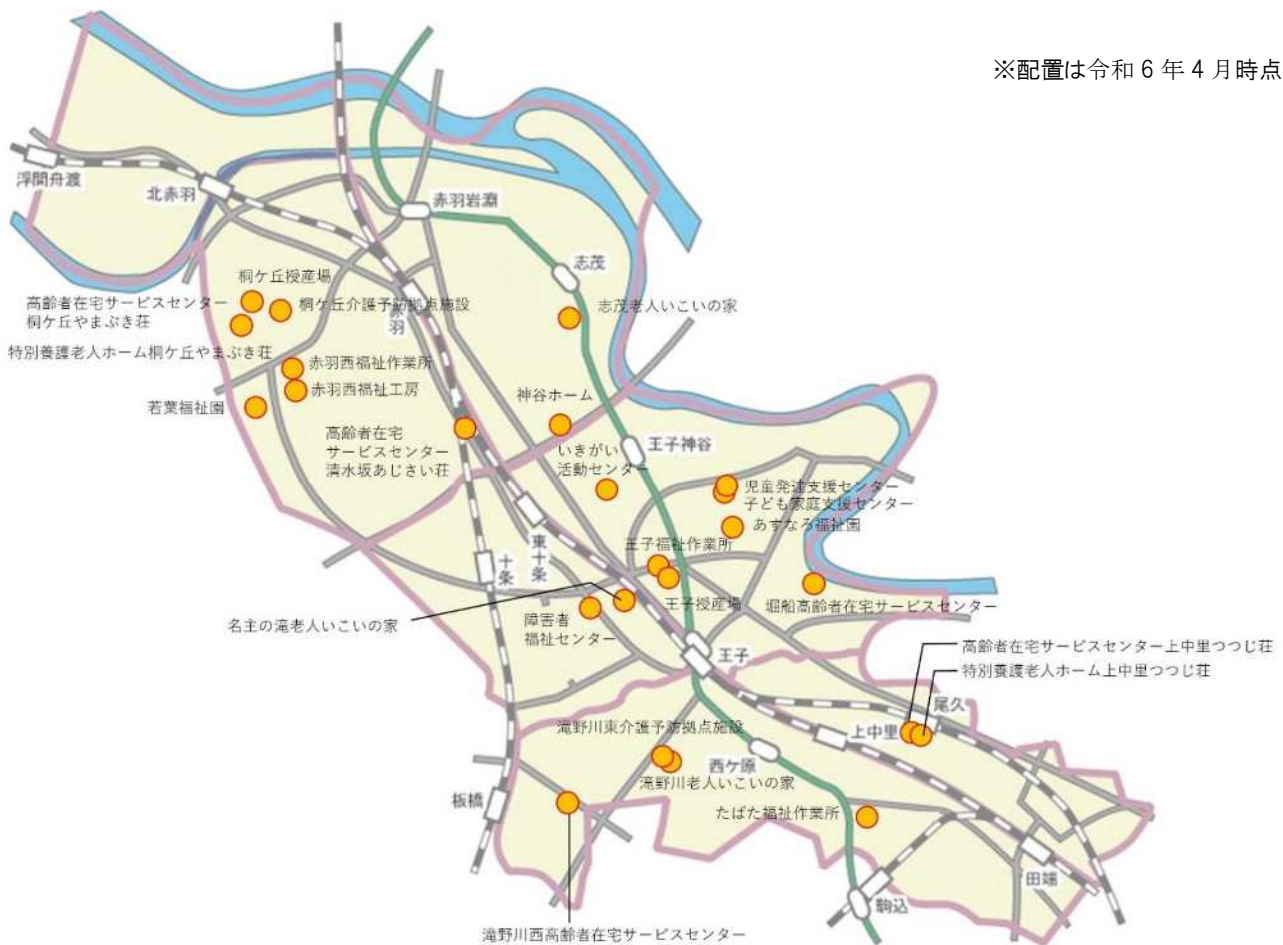 ※配置は令和6年4月時点
浮間舟渡
北赤羽
赤羽岩淵
志茂
桐ケ丘授産場
高齢者在宅サービスセンター
桐ケ丘やまぶき荘
桐ケ丘介護予防拠点施設
赤羽
志茂老人いこいの家
特別養護老人ホーム桐ケ丘やまぶき荘
赤羽西福祉作業所
赤羽西福祉工房
若葉福祉園
神谷ホーム
高齢者在宅
サービスセンター
清水坂あじさい荘
いきがい
活動センター
王子神谷
児童発達支援センター
子ども家庭支援センター
あすなろ福祉園
東十条
十条
王子福祉作業所
王子授産場
堀船高齢者在宅サービスセンター
名主の滝老人いこいの家
障害者
福祉センター
王子
高齢者在宅サービスセンター上中里つつじ荘
特別養護老人ホーム上中里つつじ荘
尾久
上中里
滝野川東介護予防拠点施設
西ケ原
滝野川老人いこいの家
板橋
たばた福祉作業所
田端
駒込
滝野川西高齢者在宅サービスセンター